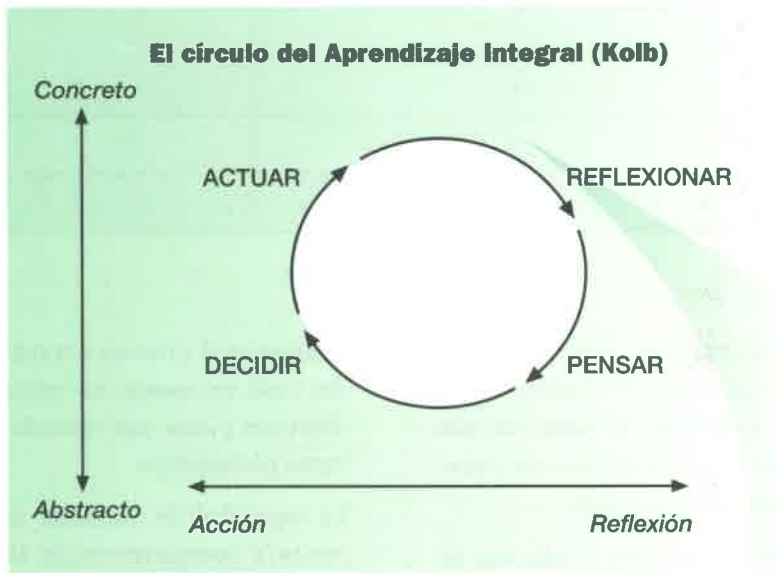 El círculo del Aprendizaje Integral (Kolb)
Concreto
ACTUAR
REFLEXIONAR
DECIDIR
PENSAR
Abstracto
Acción
Reflexión